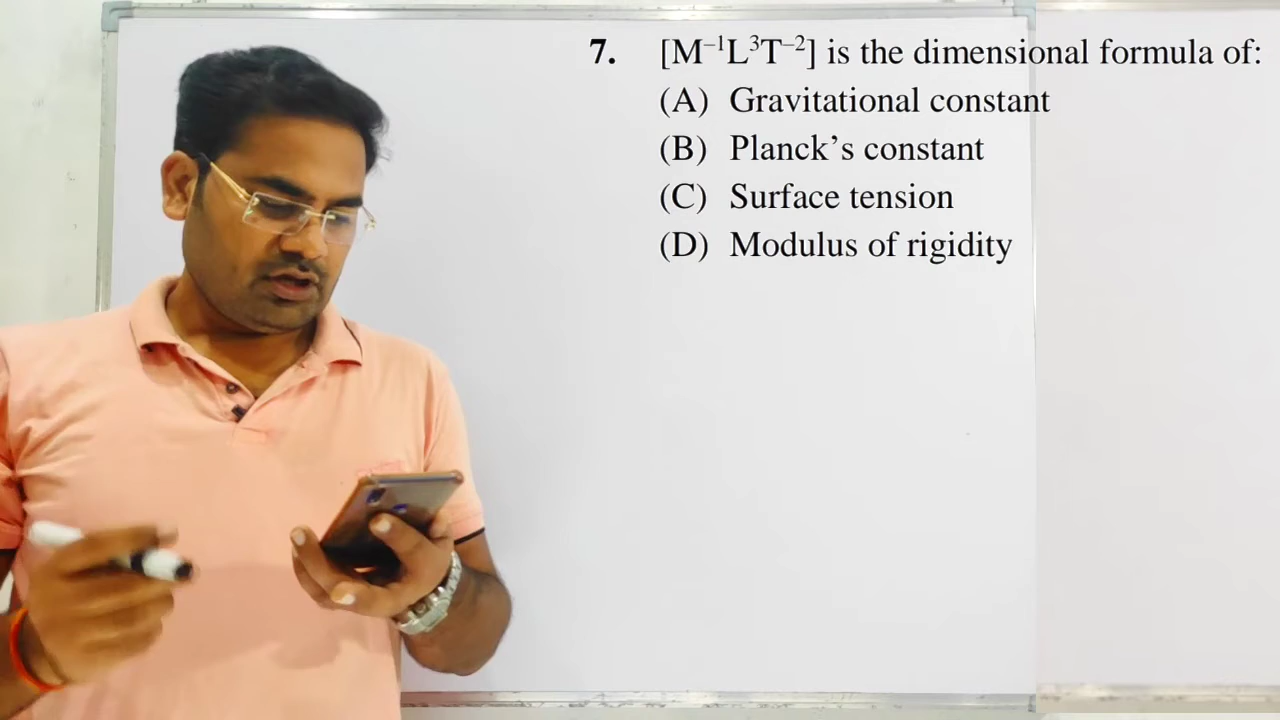 7. [M⁻¹L³T⁻²] is the dimensional formula of:
(A) Gravitational constant
(B) Planck’s constant
(C) Surface tension
(D) Modulus of rigidity